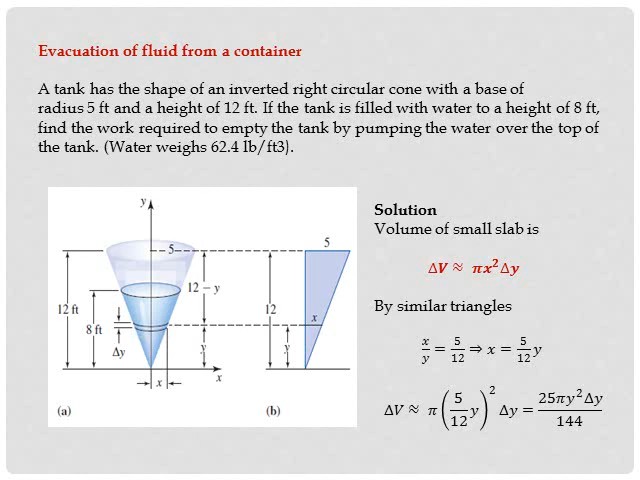 Evacuation of fluid from a container
A tank has the shape of an inverted right circular cone with a base of
radius 5 ft and a height of 12 ft. If the tank is filled with water to a height of 8 ft,
find the work required to empty the tank by pumping the water over the top of
the tank. (Water weighs 62.4 lb/ft3).
y
5
12 − y
12 ft
8 ft
Δy
y
x
x
(a)
5
12
x
y
(b)
Solution
Volume of small slab is
ΔV ≈ πx²Δy
By similar triangles
x/y = 5/12 ⇒ x = 5/12 y
ΔV ≈ π(5/12 y)² Δy = 25πy²Δy/144